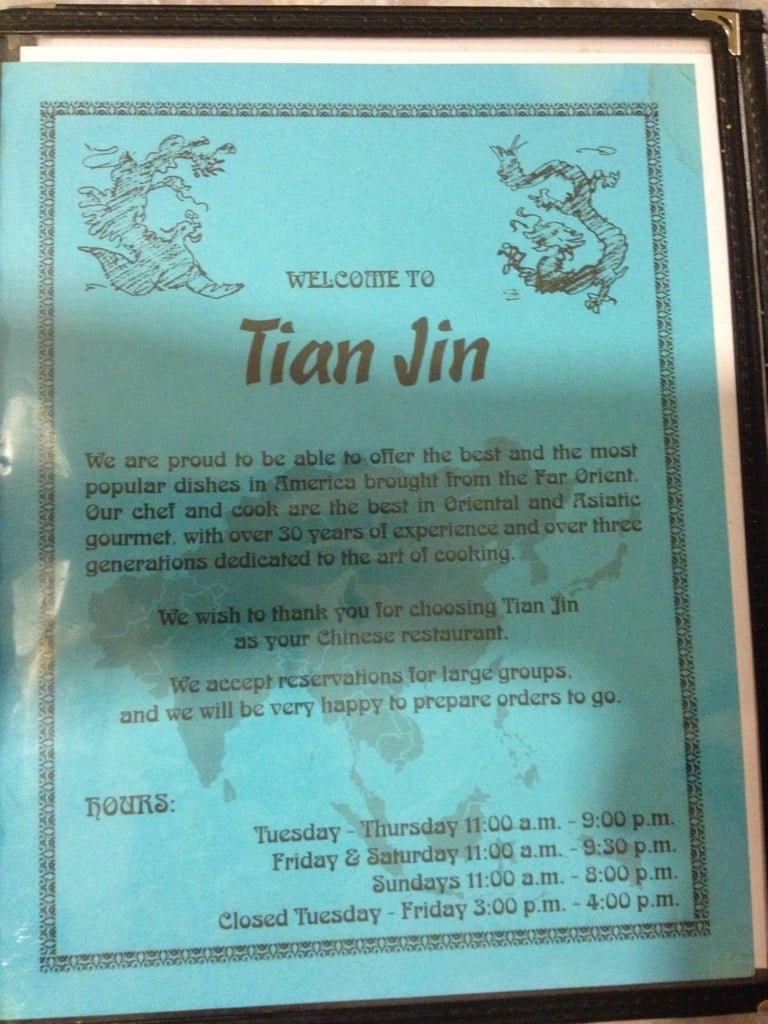 WELCOME TO
Tian Jin
We are proud to be able to offer the best and the most
popular dishes in America brought from the Far Orient.
Our chef and cook are the best in Oriental and Asiatic
gourmet, with over 30 years of experience and over three
generations dedicated to the art of cooking.
We wish to thank you for choosing Tian Jin
as your Chinese restaurant.
We accept reservations for large groups,
and we will be very happy to prepare orders to go.
HOURS:
Tuesday - Thursday 11:00 a.m. - 9:00 p.m.
Friday & Saturday 11:00 a.m. - 9:30 p.m.
Sundays 11:00 a.m. - 8:00 p.m.
Closed Tuesday - Friday 3:00 p.m. - 4:00 p.m.